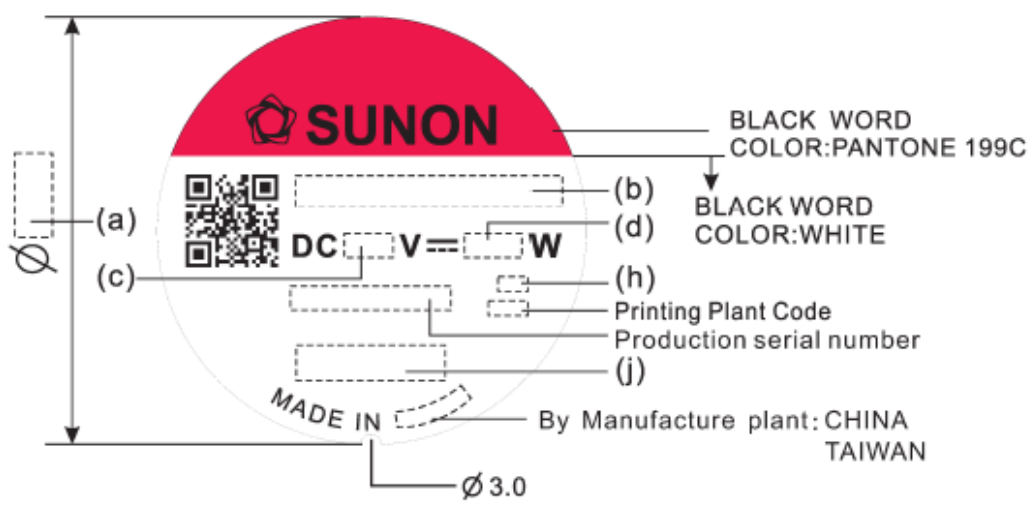 SUNON
BLACK WORD
COLOR:PANTONE 199C
(a)
(b)
BLACK WORD
COLOR:WHITE
DC V⎓ W
(d)
(c)
(h)
Printing Plant Code
Production serial number
(j)
MADE IN
By Manufacture plant: CHINA
TAIWAN
Ø
Ø 3.0